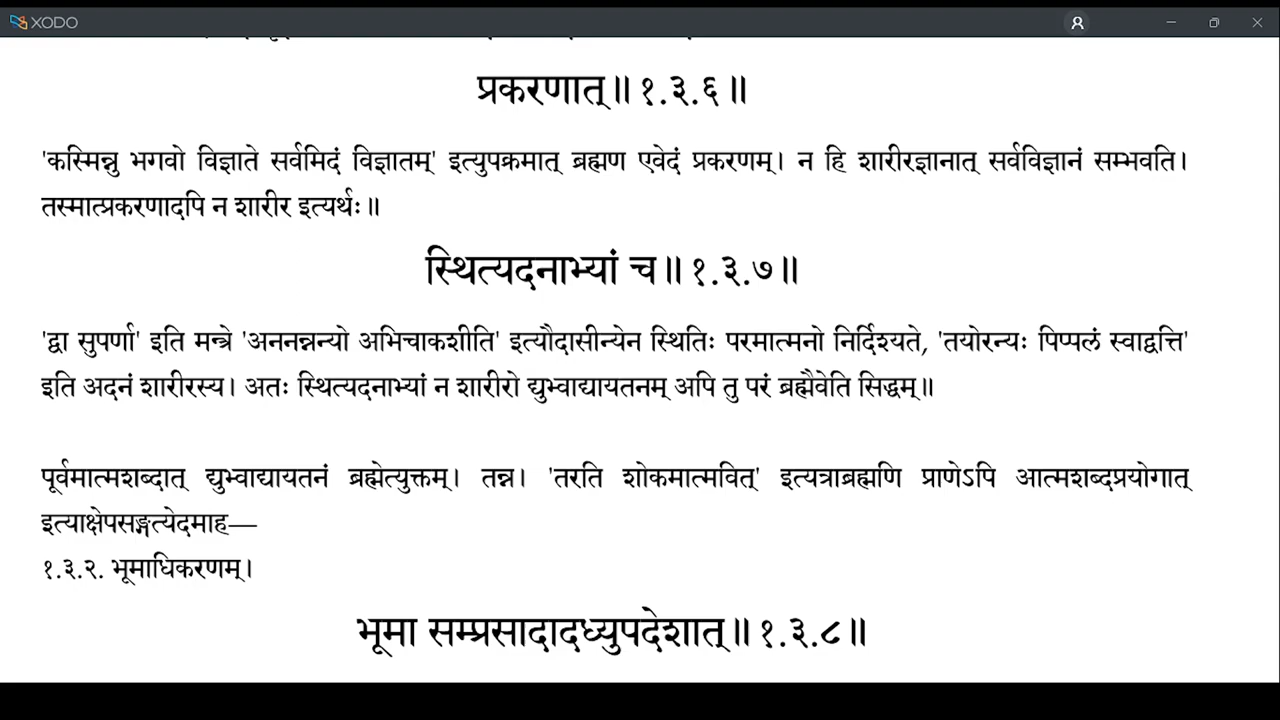 XODO
प्रकरणात्॥ १.३.६॥
'कस्मिन्नु भगवो विज्ञाते सर्वमिदं विज्ञातम्' इत्युपक्रमात् ब्रह्मण एवेदं प्रकरणम्। न हि शारीरज्ञानात् सर्वविज्ञानं सम्भवति।
तस्मात्प्रकरणादपि न शारीर इत्यर्थः॥
स्थित्यदनाभ्यां च॥ १.३.७॥
'द्वा सुपर्णा' इति मन्त्रे 'अननन्नन्यो अभिचाकशीति' इत्यौदासीन्येन स्थितिः परमात्मनो निर्दिश्यते, 'तयोरन्यः पिप्पलं स्वाद्वत्ति'
इति अदनं शारीरस्य। अतः स्थित्यदनाभ्यां न शारीरो द्युभ्वाद्यायतनम् अपि तु परं ब्रह्मैवेति सिद्धम्॥
पूर्वमात्मशब्दात् द्युभ्वाद्यायतनं ब्रह्मेत्युक्तम्। तन्न। 'तरति शोकमात्मवित्' इत्यत्राब्रह्मणि प्राणेऽपि आत्मशब्दप्रयोगात्
इत्याक्षेपसङ्गत्येदमाह—
१.३.२. भूमाधिकरणम्।
भूमा सम्प्रसादादध्युपदेशात्॥ १.३.८॥